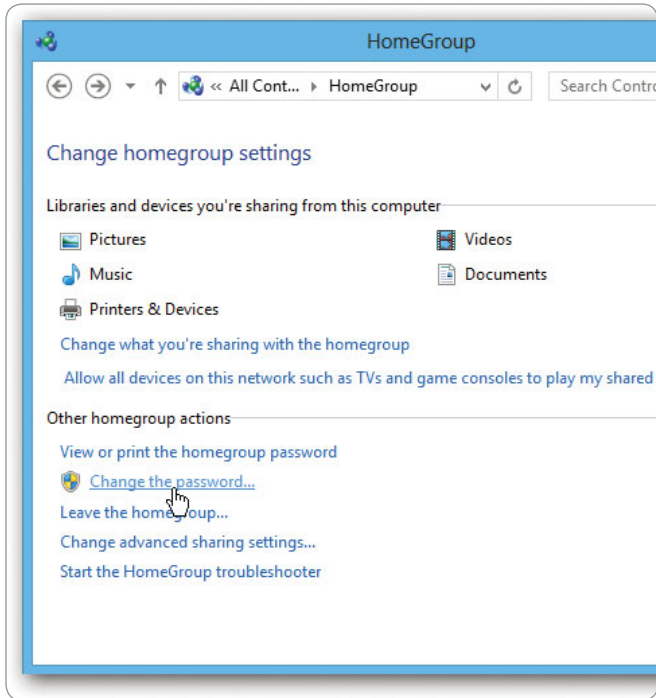 HomeGroup
« All Cont... HomeGroup
Search Contro
Change homegroup settings
Libraries and devices you're sharing from this computer
Pictures
Videos
Music
Documents
Printers & Devices
Change what you're sharing with the homegroup
Allow all devices on this network such as TVs and game consoles to play my shared
Other homegroup actions
View or print the homegroup password
Change the password...
Leave the homegroup...
Change advanced sharing settings...
Start the HomeGroup troubleshooter